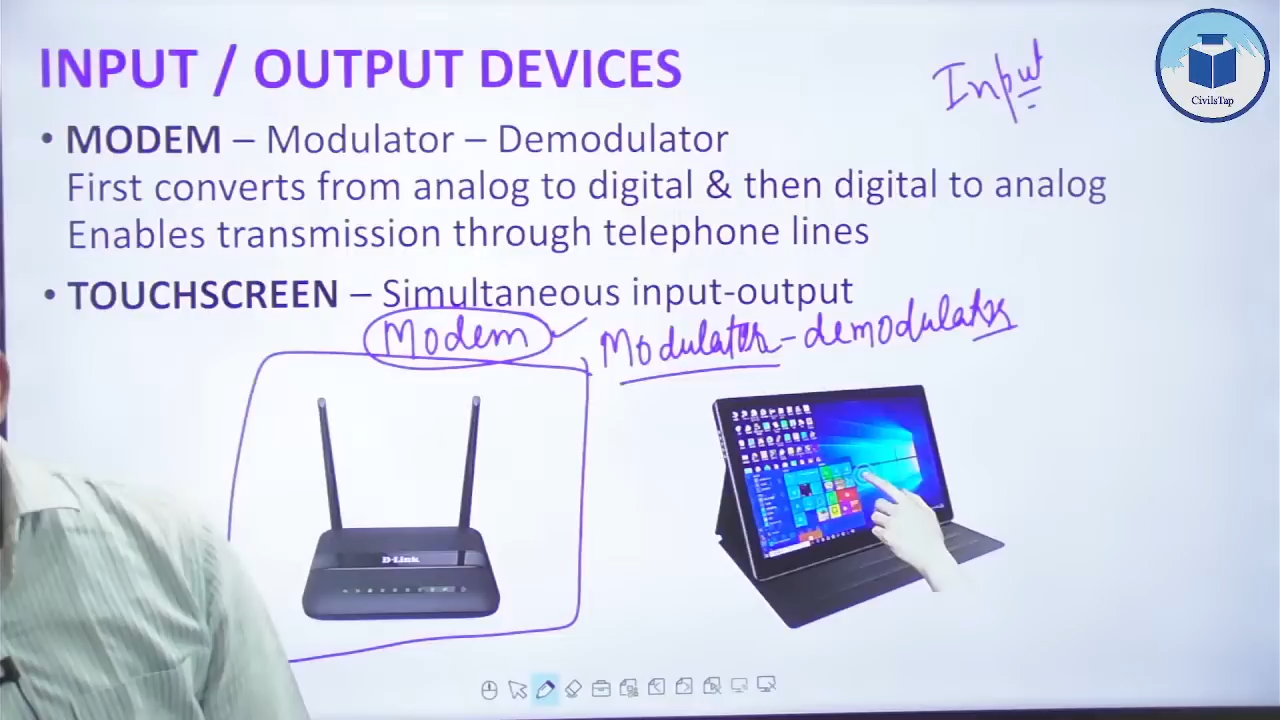 INPUT / OUTPUT DEVICES
Input
CivilsTap
• MODEM – Modulator – Demodulator
First converts from analog to digital & then digital to analog
Enables transmission through telephone lines
• TOUCHSCREEN – Simultaneous input-output
Modem
Modulator - demodulator
D-Link